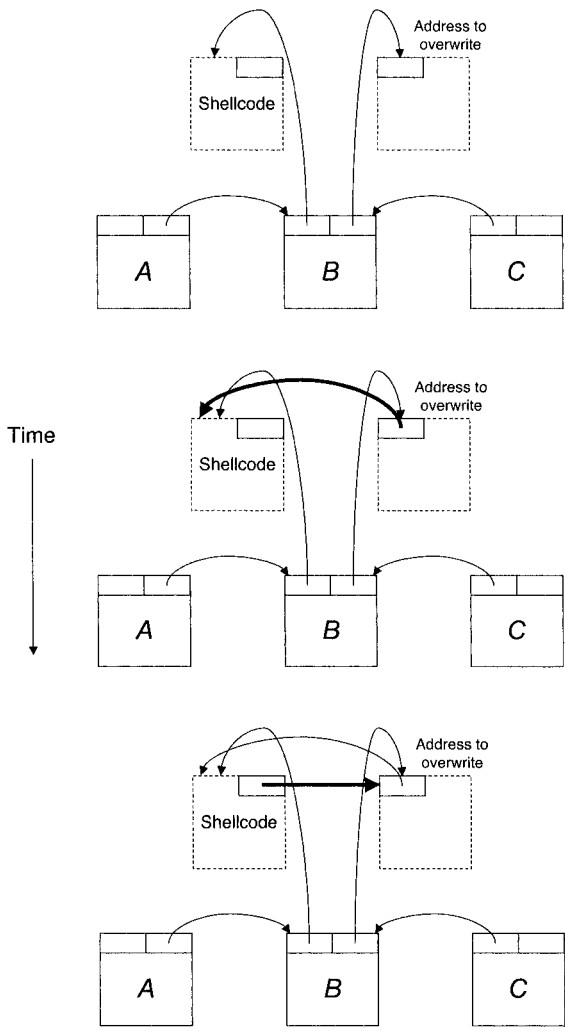 Address to
overwrite
Shellcode
A
B
C
Address to
overwrite
Time
Shellcode
A
B
C
Address to
overwrite
Shellcode
A
B
C